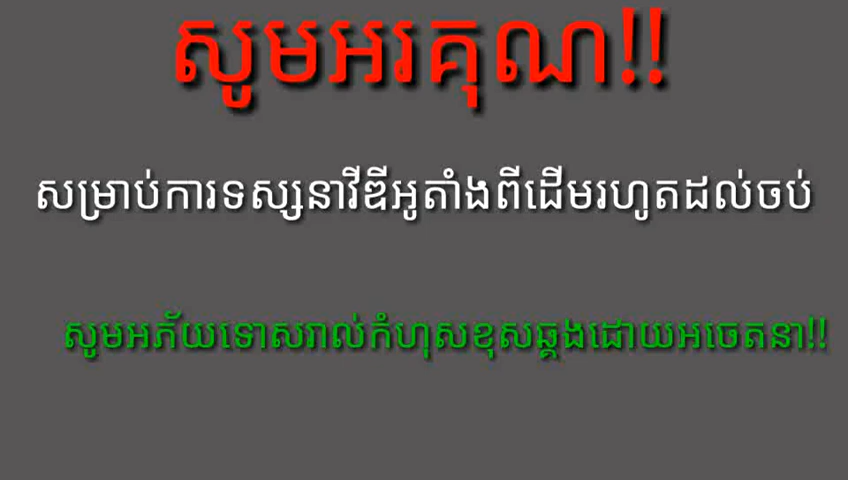 សូមអរគុណ!!
សម្រាប់ការទស្សនាវីឌីអូតាំងពីដើមរហូតដល់ចប់
សូមអភ័យទោសរាល់កំហុសខុសឆ្គងដោយអចេតនា!!